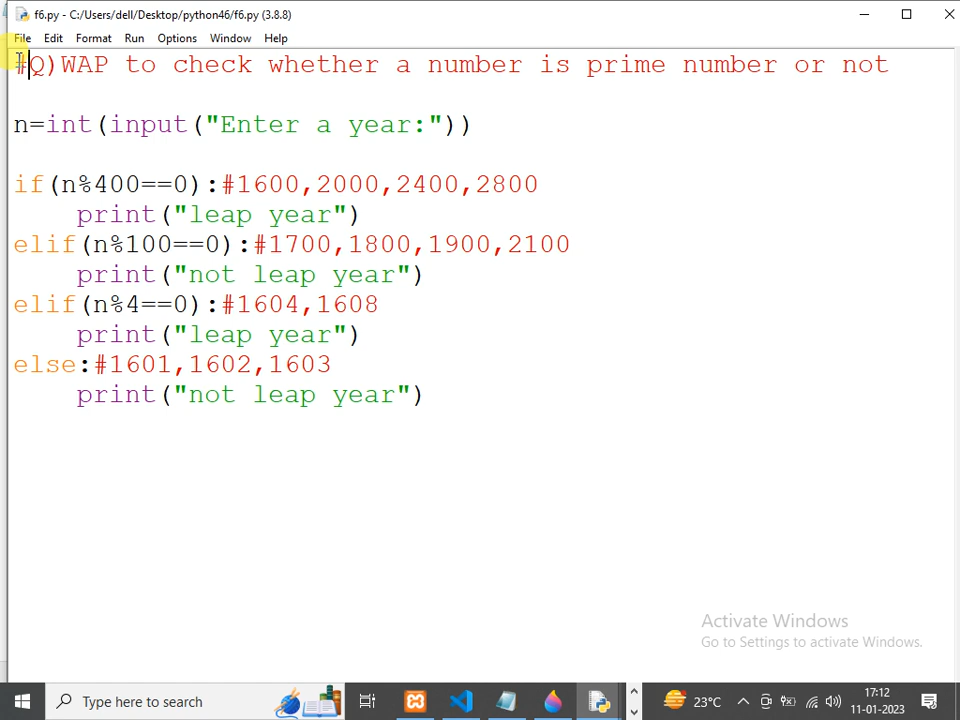 f6.py - C:/Users/dell/Desktop/python46/f6.py (3.8.8)
File Edit Format Run Options Window Help
#Q)WAP to check whether a number is prime number or not
n=int(input("Enter a year:"))
if(n%400==0):#1600,2000,2400,2800
    print("leap year")
elif(n%100==0):#1700,1800,1900,2100
    print("not leap year")
elif(n%4==0):#1604,1608
    print("leap year")
else:#1601,1602,1603
    print("not leap year")
Activate Windows
Go to Settings to activate Windows.
Type here to search
23°C
17:12
11-01-2023